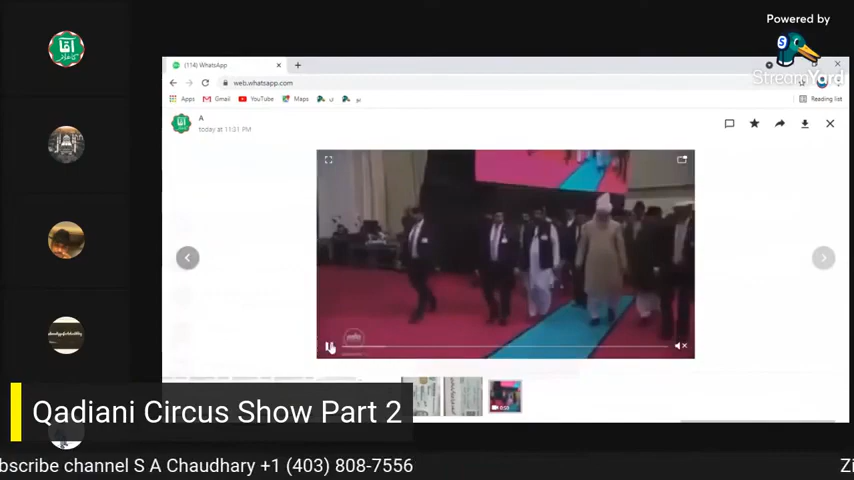 Powered by
StreamYard
(114) WhatsApp
web.whatsapp.com
Apps
Gmail
YouTube
Maps
Reading list
A
today at 11:31 PM
Qadiani Circus Show Part 2
bscribe channel S A Chaudhary +1 (403) 808-7556
Zi